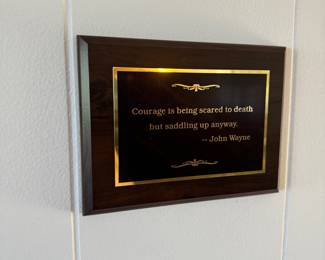 Courage is being scared to death
but saddling up anyway.
-- John Wayne